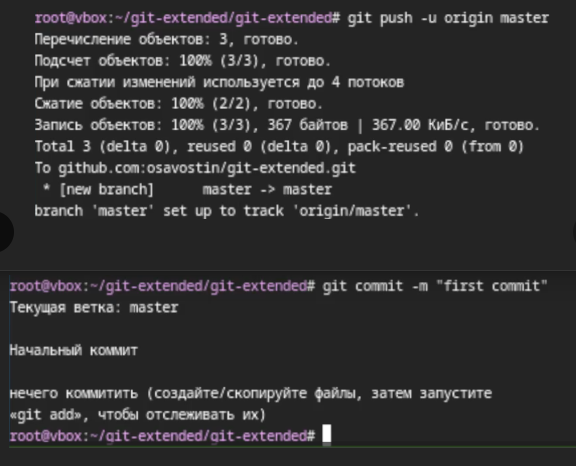 root@vbox:~/git-extended/git-extended# git push -u origin master
Перечисление объектов: 3, готово.
Подсчет объектов: 100% (3/3), готово.
При сжатии изменений используется до 4 потоков
Сжатие объектов: 100% (2/2), готово.
Запись объектов: 100% (3/3), 367 байтов | 367.00 КиБ/с, готово.
Total 3 (delta 0), reused 0 (delta 0), pack-reused 0 (from 0)
To github.com:osavostin/git-extended.git
 * [new branch]      master -> master
branch 'master' set up to track 'origin/master'.
root@vbox:~/git-extended/git-extended# git commit -m "first commit"
Текущая ветка: master
Начальный коммит
нечего коммитить (создайте/скопируйте файлы, затем запустите
«git add», чтобы отслеживать их)
root@vbox:~/git-extended/git-extended#